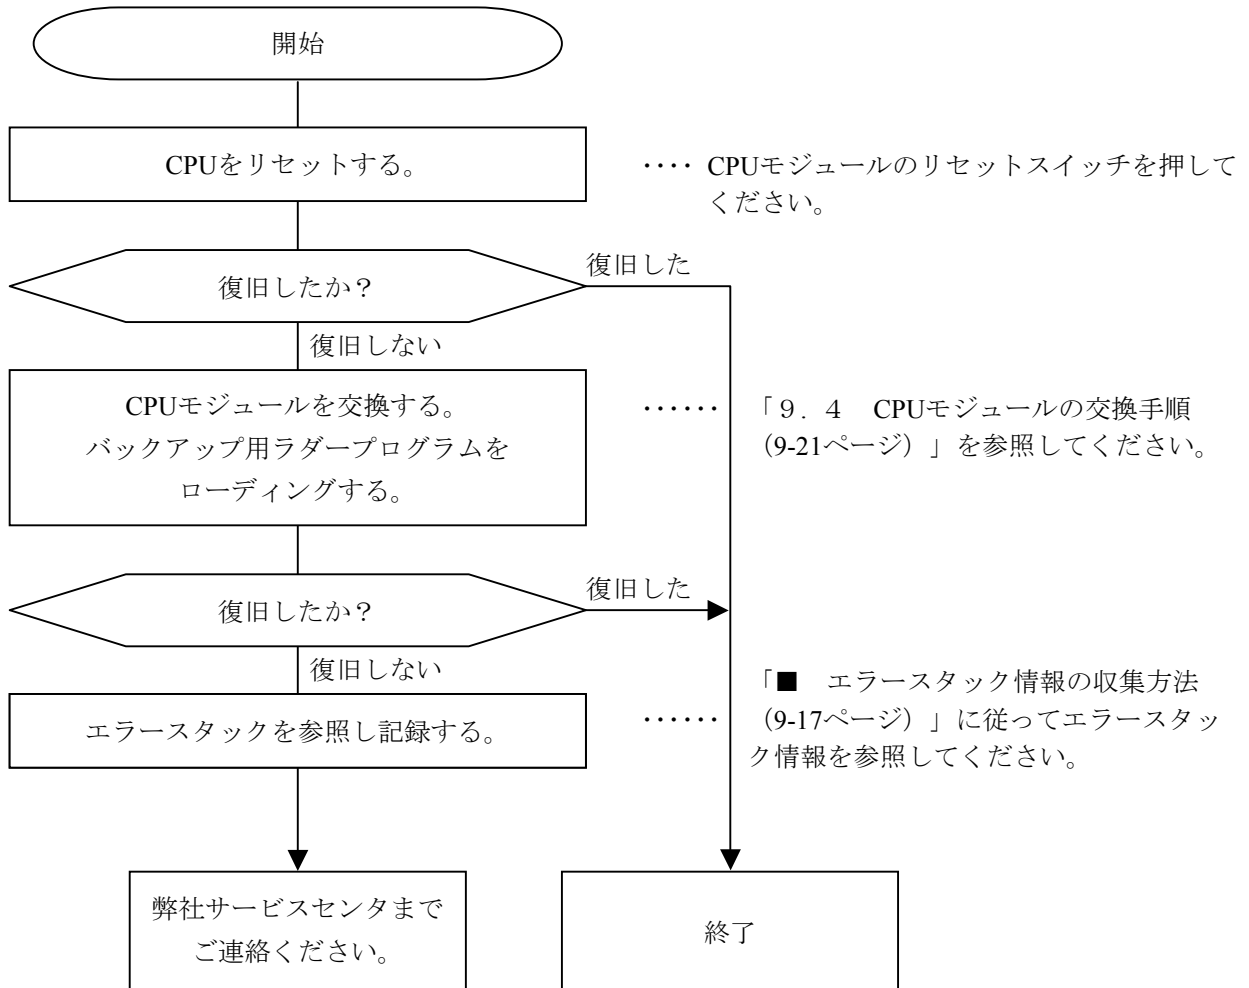 開始
CPUをリセットする。
‥‥ CPUモジュールのリセットスイッチを押して
ください。
復旧したか？
復旧した
復旧しない
CPUモジュールを交換する。
バックアップ用ラダープログラムを
ローディングする。
‥‥‥ 「９．４　CPUモジュールの交換手順
（9-21ページ）」を参照してください。
復旧したか？
復旧した
復旧しない
エラースタックを参照し記録する。
‥‥‥ 「■　エラースタック情報の収集方法
（9-17ページ）」に従ってエラースタッ
ク情報を参照してください。
弊社サービスセンタまで
ご連絡ください。
終了